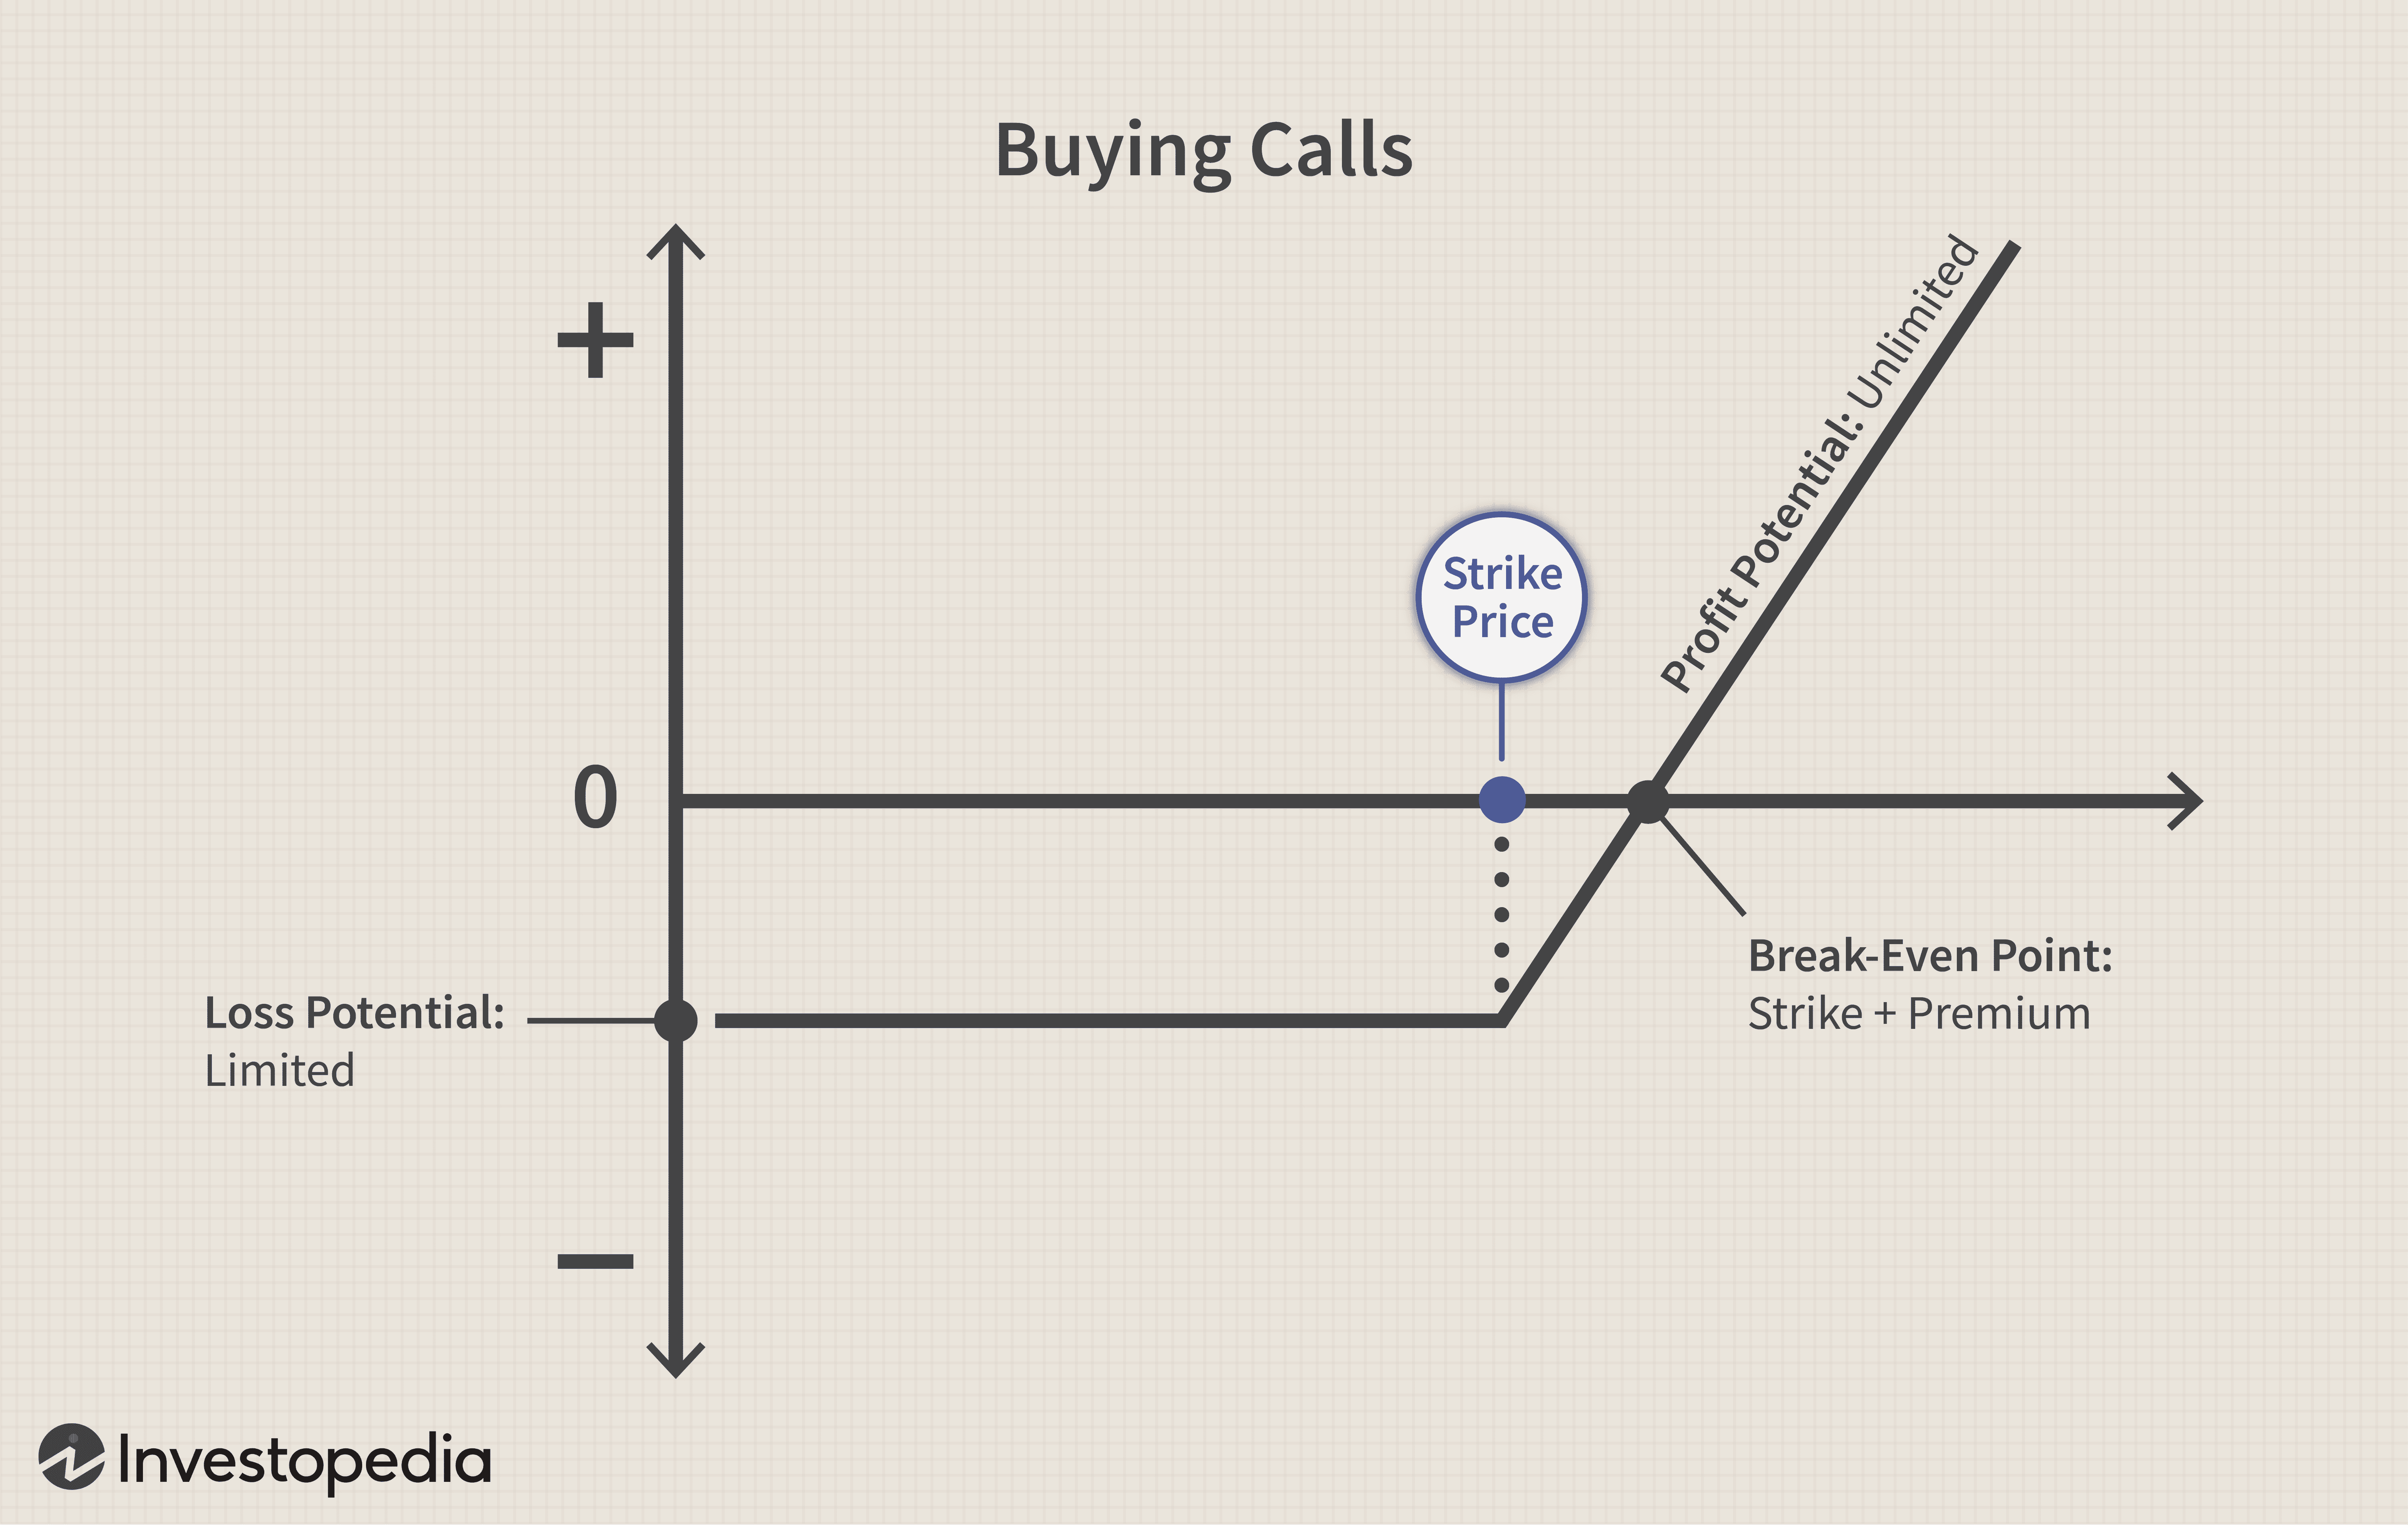 Buying Calls
+
Profit Potential: Unlimited
Strike
Price
0
Break-Even Point:
Strike + Premium
Loss Potential:
Limited
−
Investopedia